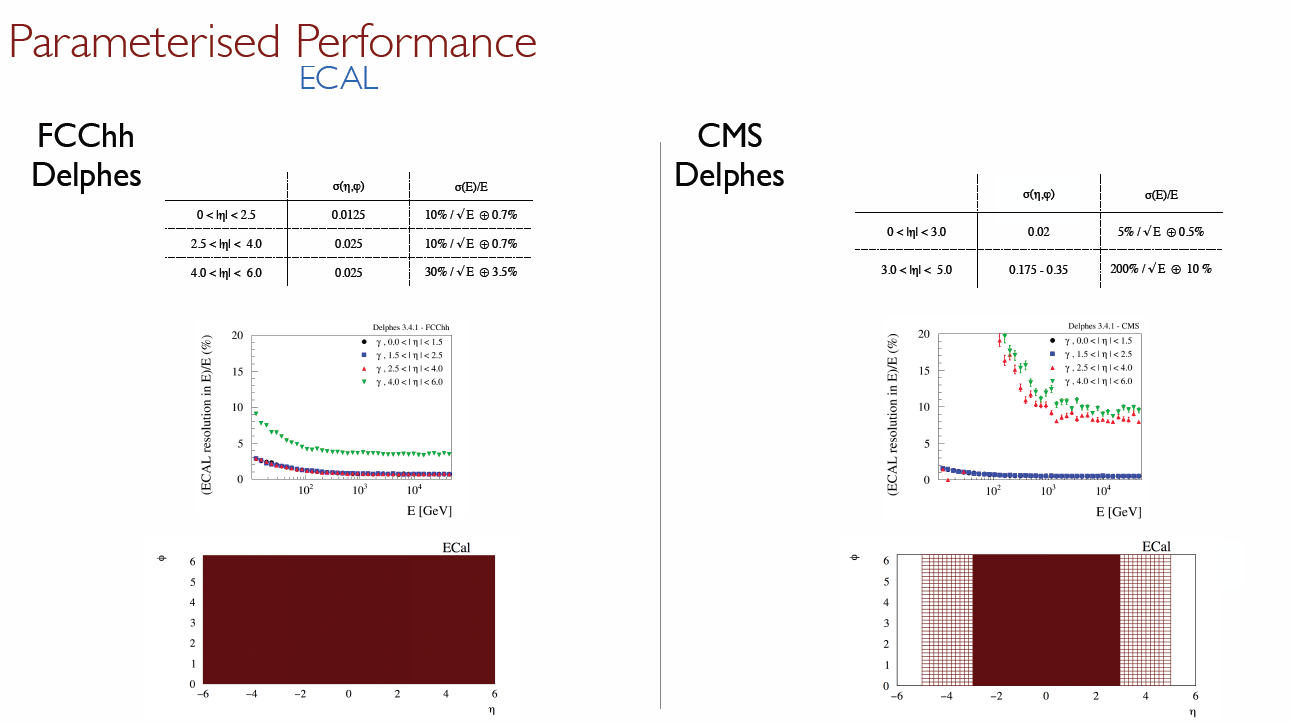 Parameterised Performance
ECAL
FCChh
Delphes
σ(η,φ) σ(E)/E
0 < |η| < 2.5 0.0125 10% / √E ⊕ 0.7%
2.5 < |η| < 4.0 0.025 10% / √E ⊕ 0.7%
4.0 < |η| < 6.0 0.025 30% / √E ⊕ 3.5%
Delphes 3.4.1 - FCChh
γ , 0.0 < | η | < 1.5
γ , 1.5 < | η | < 2.5
γ , 2.5 < | η | < 4.0
γ , 4.0 < | η | < 6.0
(ECAL resolution in E)/E (%)
20
15
10
5
0
10² 10³ 10⁴
E [GeV]
ECal
φ
6
5
4
3
2
1
0
−6 −4 −2 0 2 4 6
η
CMS
Delphes
σ(η,φ) σ(E)/E
0 < |η| < 3.0 0.02 5% / √E ⊕ 0.5%
3.0 < |η| < 5.0 0.175 - 0.35 200% / √E ⊕ 10 %
Delphes 3.4.1 - CMS
γ , 0.0 < | η | < 1.5
γ , 1.5 < | η | < 2.5
γ , 2.5 < | η | < 4.0
γ , 4.0 < | η | < 6.0
(ECAL resolution in E)/E (%)
20
15
10
5
0
10² 10³ 10⁴
E [GeV]
ECal
φ
6
5
4
3
2
1
0
−6 −4 −2 0 2 4 6
η